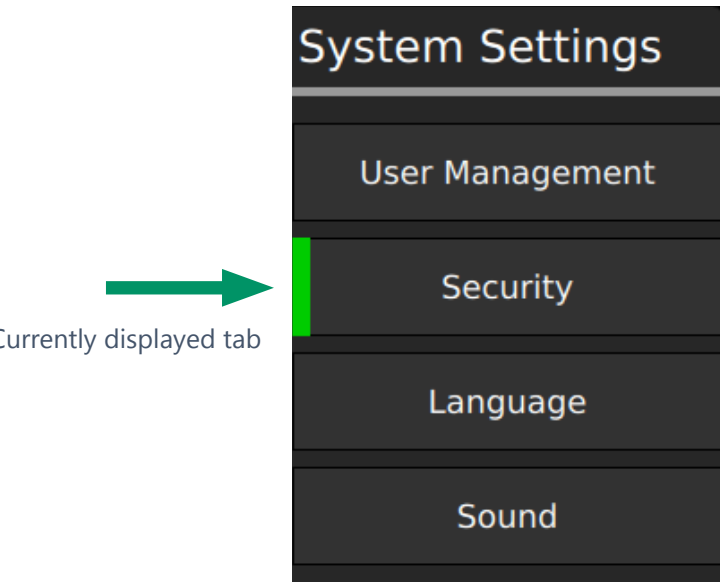 System Settings
User Management
Security
Currently displayed tab
Language
Sound